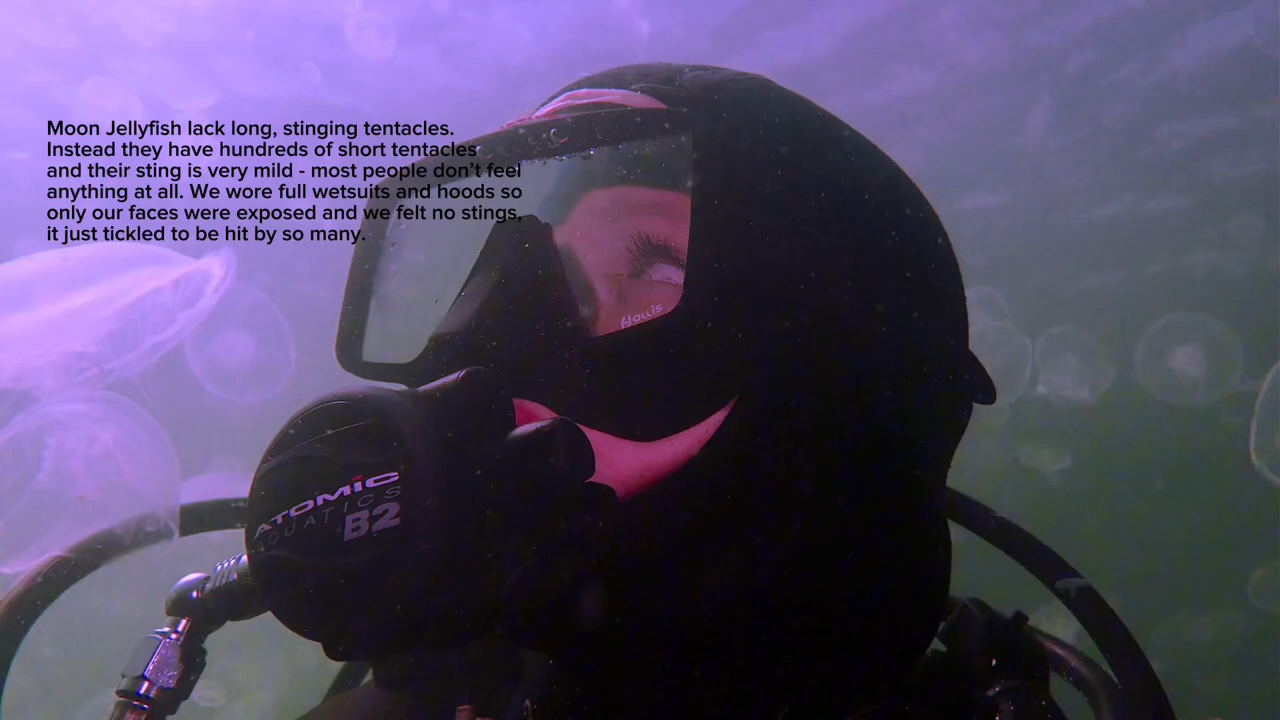 Moon Jellyfish lack long, stinging tentacles.
Instead they have hundreds of short tentacles
and their sting is very mild - most people don't feel
anything at all. We wore full wetsuits and hoods so
only our faces were exposed and we felt no stings,
it just tickled to be hit by so many.
Hollis
ATOMIC
AQUATICS
B2